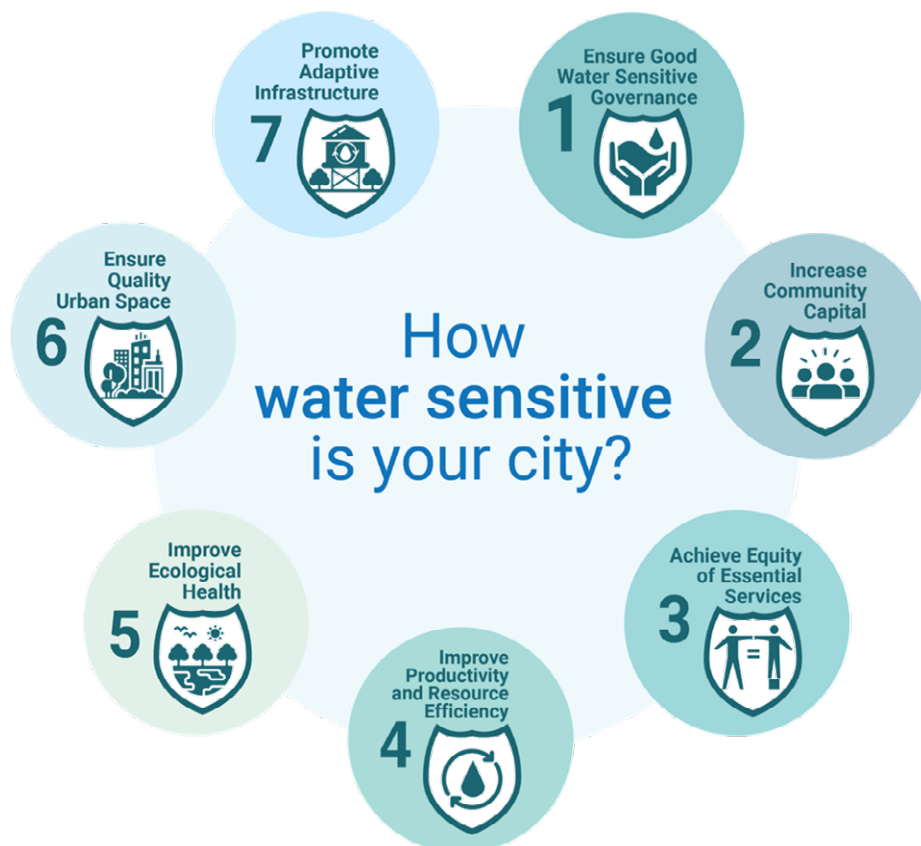 How
water sensitive
is your city?
Ensure Good
Water Sensitive
Governance
1
Increase
Community
Capital
2
Achieve Equity
of Essential
Services
3
Improve
Productivity
and Resource
Efficiency
4
Improve
Ecological
Health
5
Ensure
Quality
Urban Space
6
Promote
Adaptive
Infrastructure
7